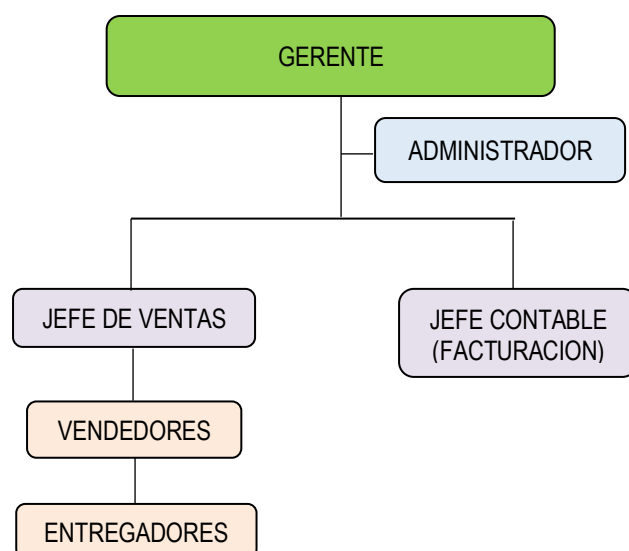 GERENTE
ADMINISTRADOR
JEFE DE VENTAS
JEFE CONTABLE
(FACTURACION)
VENDEDORES
ENTREGADORES